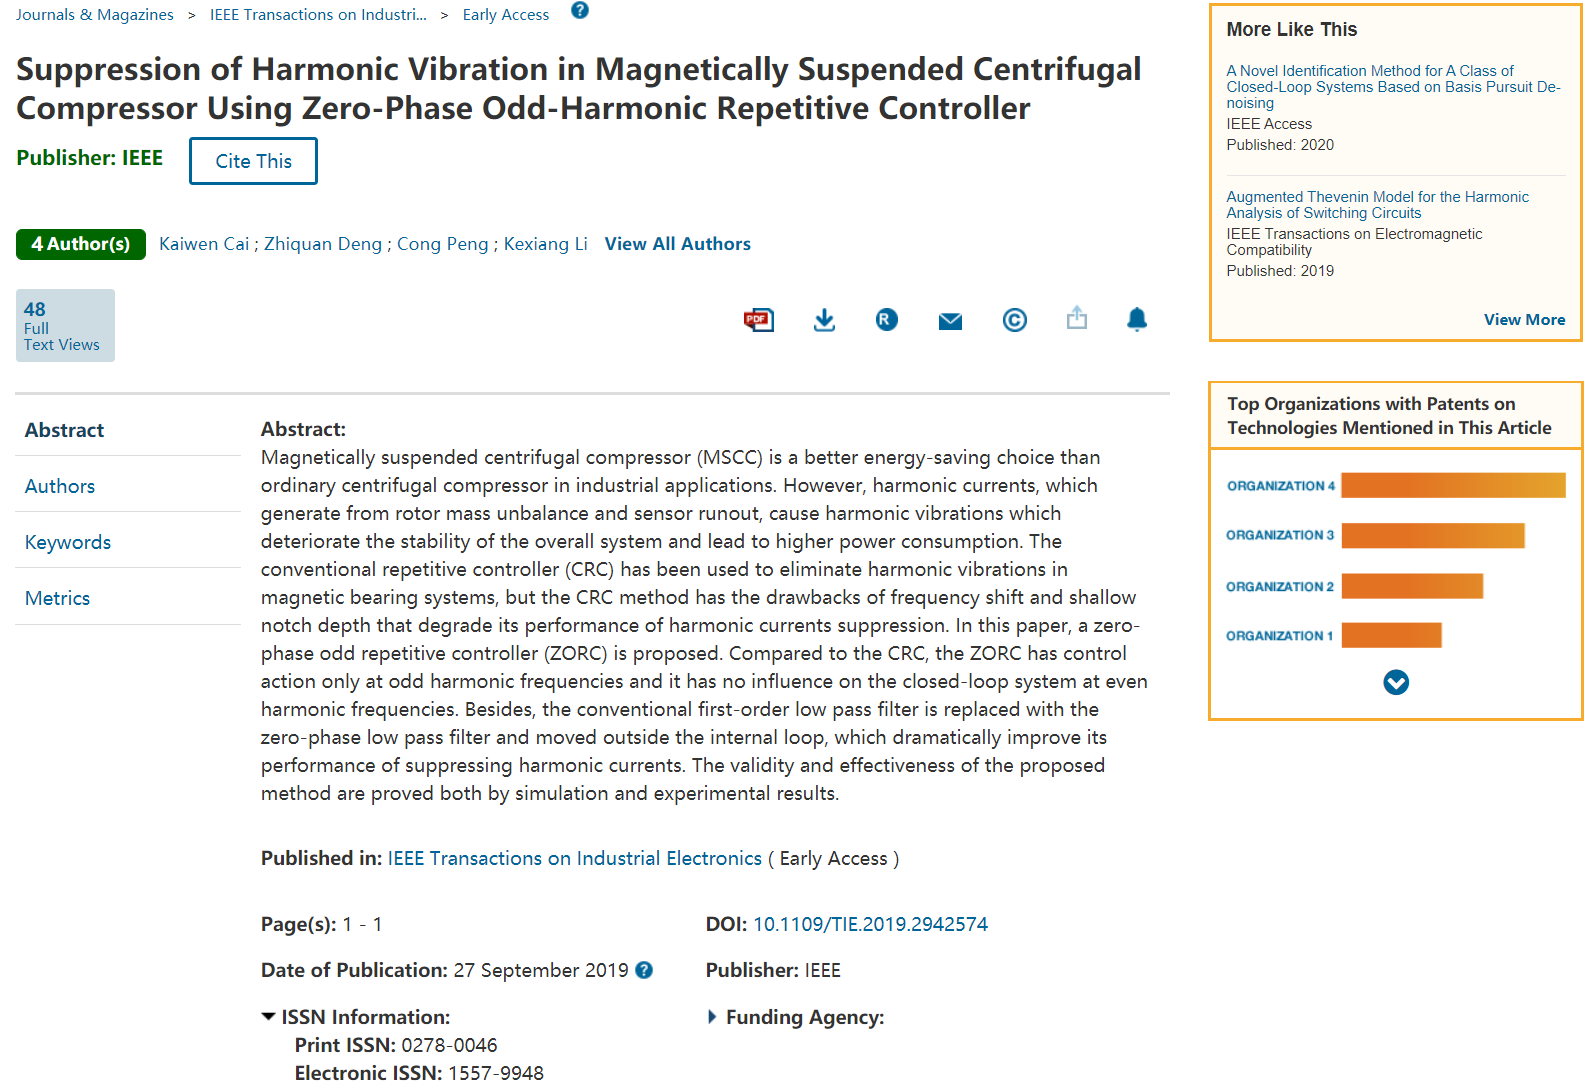 Journals & Magazines > IEEE Transactions on Industri... > Early Access ?
Suppression of Harmonic Vibration in Magnetically Suspended Centrifugal
Compressor Using Zero-Phase Odd-Harmonic Repetitive Controller
Publisher: IEEE
Cite This
4 Author(s) Kaiwen Cai ; Zhiquan Deng ; Cong Peng ; Kexiang Li View All Authors
48
Full
Text Views
PDF
R
©
Abstract
Authors
Keywords
Metrics
Abstract:
Magnetically suspended centrifugal compressor (MSCC) is a better energy-saving choice than
ordinary centrifugal compressor in industrial applications. However, harmonic currents, which
generate from rotor mass unbalance and sensor runout, cause harmonic vibrations which
deteriorate the stability of the overall system and lead to higher power consumption. The
conventional repetitive controller (CRC) has been used to eliminate harmonic vibrations in
magnetic bearing systems, but the CRC method has the drawbacks of frequency shift and shallow
notch depth that degrade its performance of harmonic currents suppression. In this paper, a zero-
phase odd repetitive controller (ZORC) is proposed. Compared to the CRC, the ZORC has control
action only at odd harmonic frequencies and it has no influence on the closed-loop system at even
harmonic frequencies. Besides, the conventional first-order low pass filter is replaced with the
zero-phase low pass filter and moved outside the internal loop, which dramatically improve its
performance of suppressing harmonic currents. The validity and effectiveness of the proposed
method are proved both by simulation and experimental results.
Published in: IEEE Transactions on Industrial Electronics ( Early Access )
Page(s): 1 - 1
DOI: 10.1109/TIE.2019.2942574
Date of Publication: 27 September 2019 ?
Publisher: IEEE
ISSN Information:
Print ISSN: 0278-0046
Electronic ISSN: 1557-9948
Funding Agency:
More Like This
A Novel Identification Method for A Class of
Closed-Loop Systems Based on Basis Pursuit De-
noising
IEEE Access
Published: 2020
Augmented Thevenin Model for the Harmonic
Analysis of Switching Circuits
IEEE Transactions on Electromagnetic
Compatibility
Published: 2019
View More
Top Organizations with Patents on
Technologies Mentioned in This Article
ORGANIZATION 4
ORGANIZATION 3
ORGANIZATION 2
ORGANIZATION 1